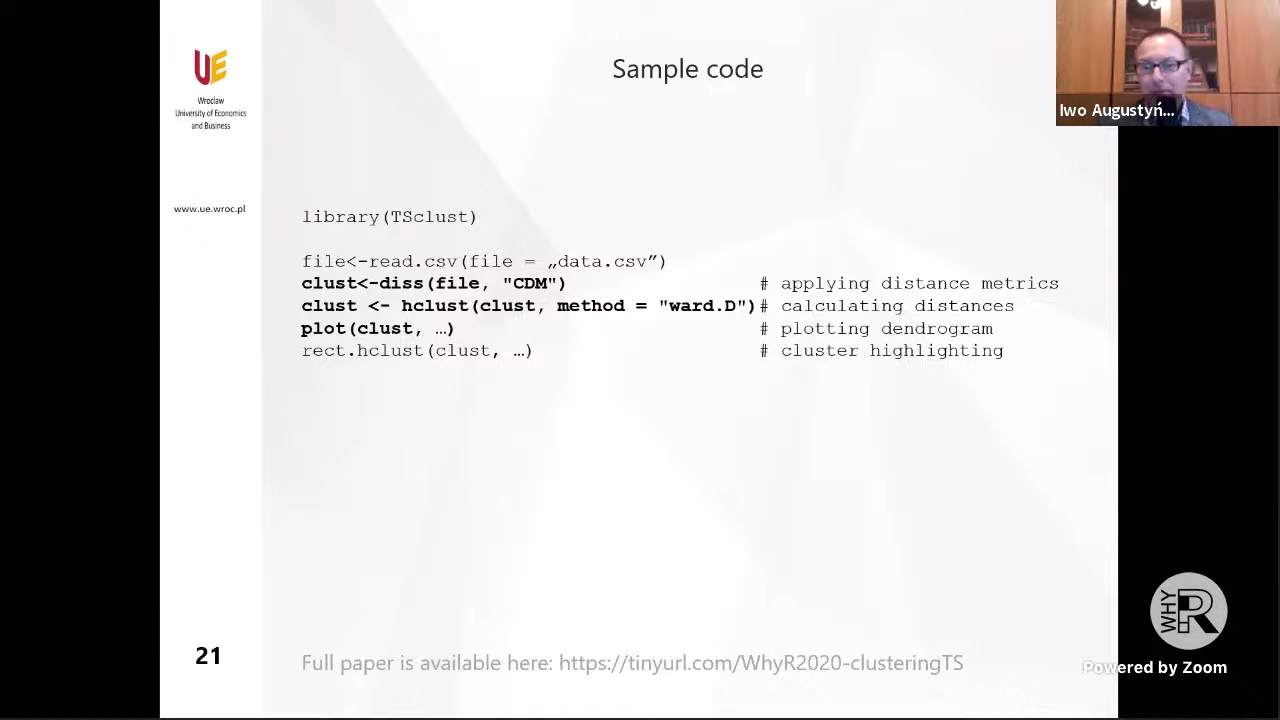 Sample code
UE
Wroclaw
University of Economics
and Business
www.ue.wroc.pl
Iwo Augustyń...
library(TSclust)
file<-read.csv(file = „data.csv”)
clust<-diss(file, "CDM") # applying distance metrics
clust <- hclust(clust, method = "ward.D")# calculating distances
plot(clust, …) # plotting dendrogram
rect.hclust(clust, …) # cluster highlighting
21
Full paper is available here: https://tinyurl.com/WhyR2020-clusteringTS
WHY R
Powered by Zoom